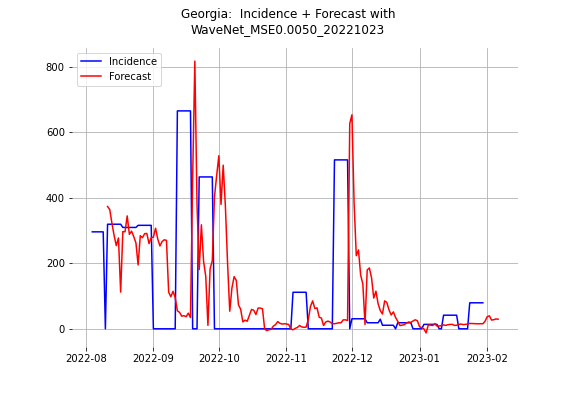 Georgia: Incidence + Forecast with
WaveNet_MSE0.0050_20221023
Incidence
Forecast
800
600
400
200
0
2022-08 2022-09 2022-10 2022-11 2022-12 2023-01 2023-02